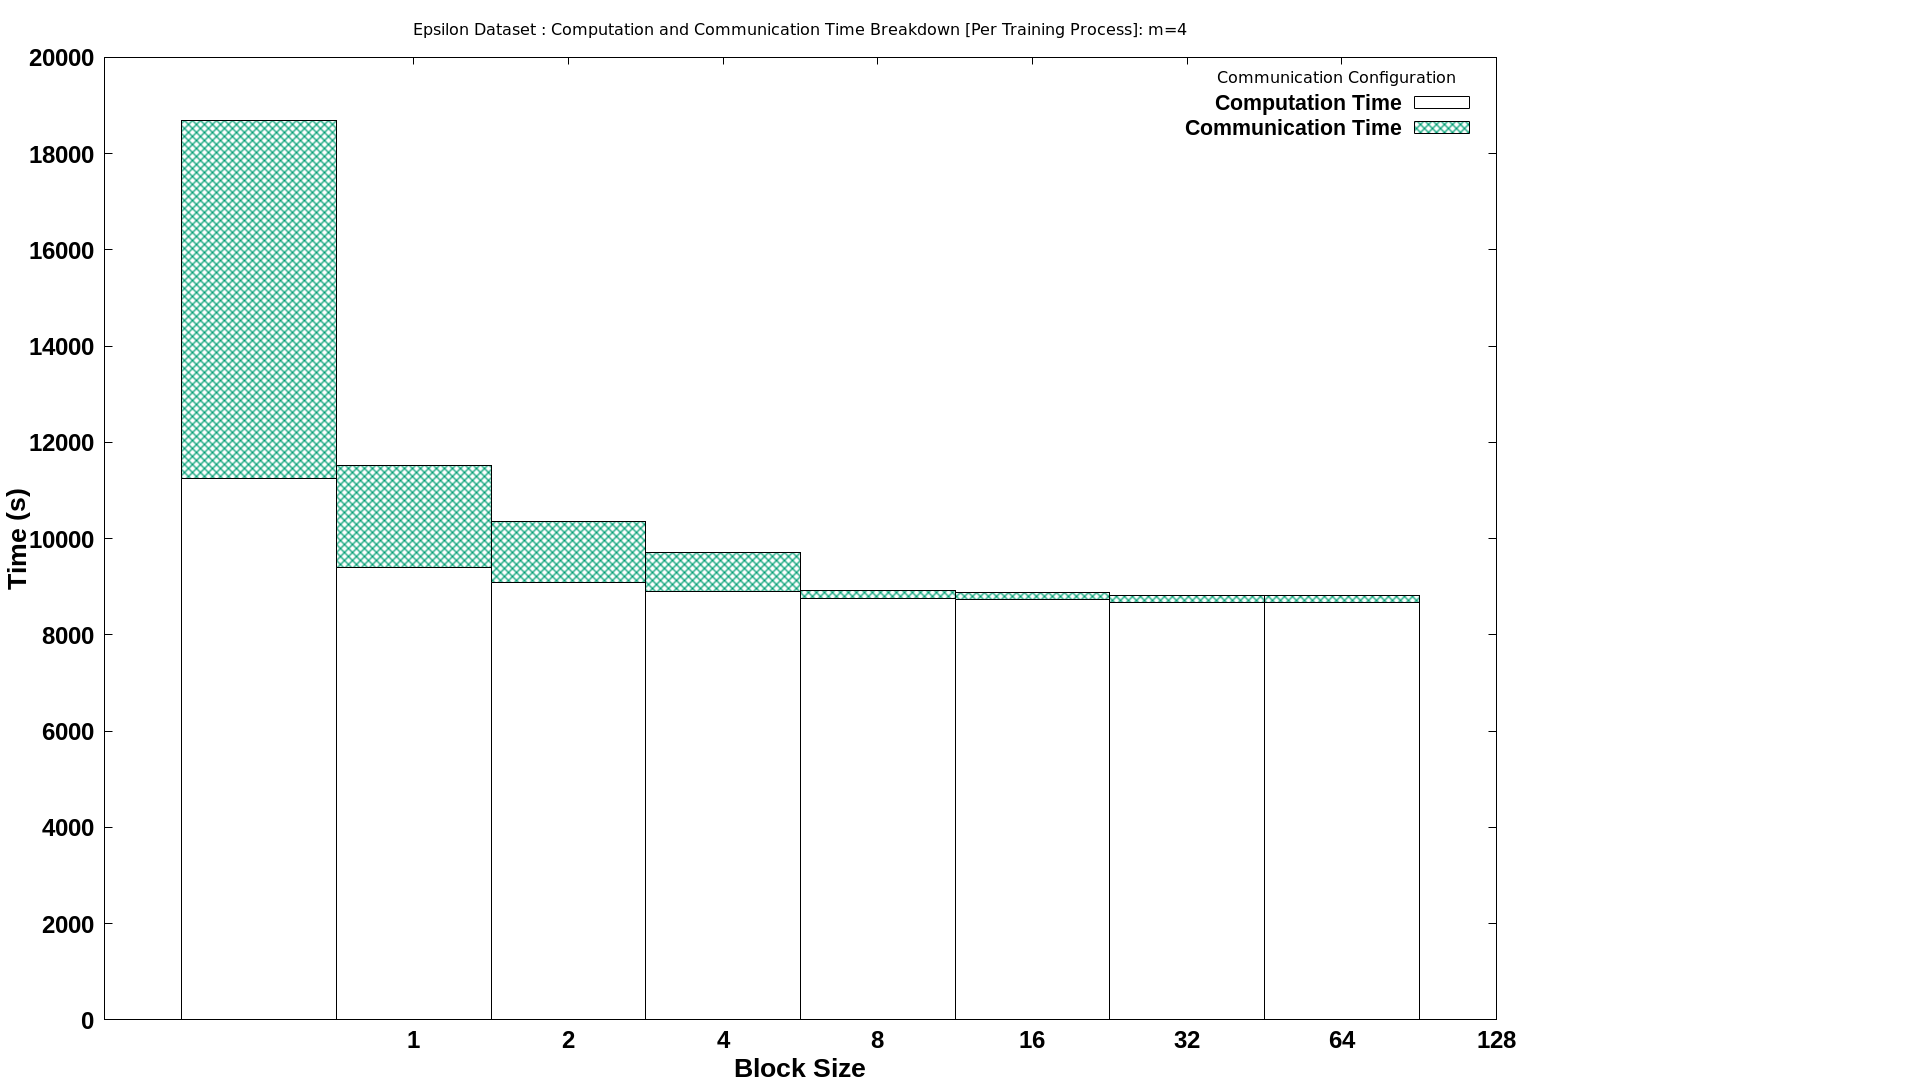 Epsilon Dataset : Computation and Communication Time Breakdown [Per Training Process]: m=4
Communication Configuration
Computation Time
Communication Time
20000
18000
16000
14000
12000
10000
8000
6000
4000
2000
0
Time (s)
1 2 4 8 16 32 64 128
Block Size